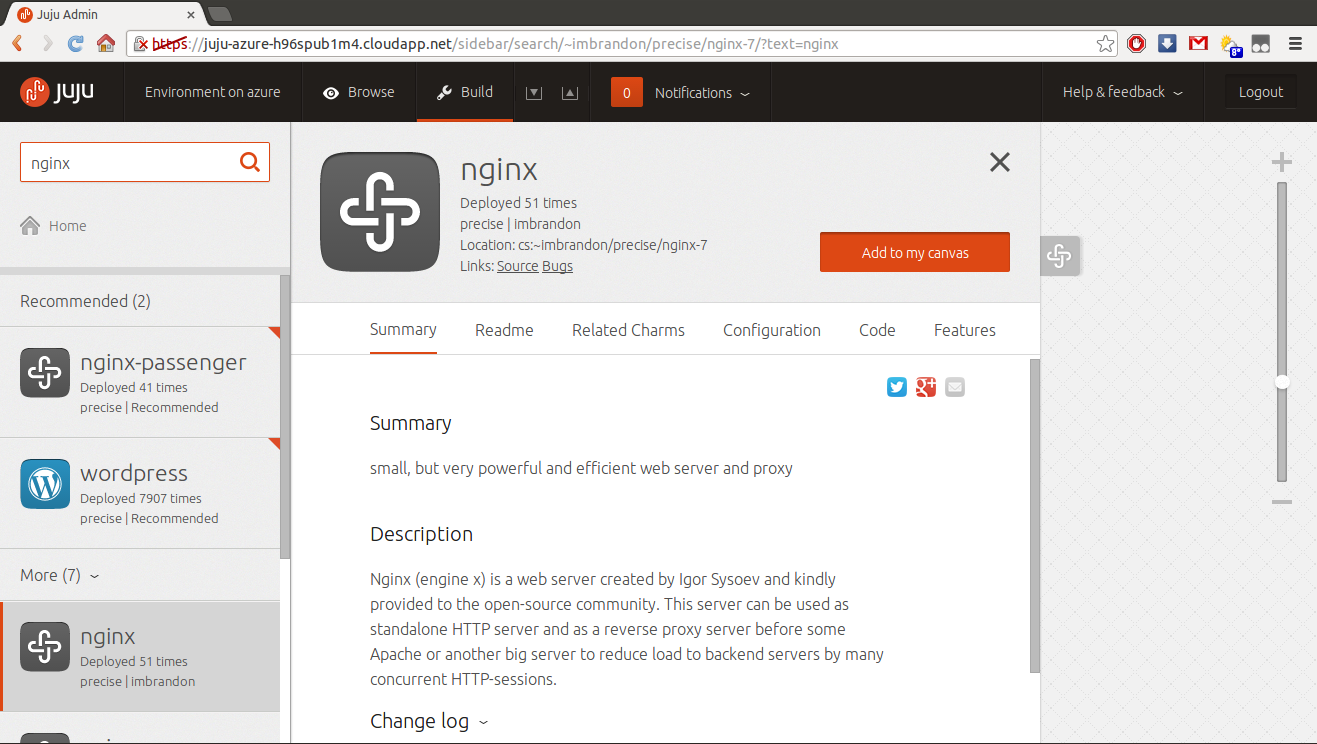 Juju Admin
https://juju-azure-h96spub1m4.cloudapp.net/sidebar/search/~imbrandon/precise/nginx-7/?text=nginx
8°
juju
Environment on azure
Browse
Build
0
Notifications
Help & feedback
Logout
nginx
Home
Recommended (2)
nginx-passenger
Deployed 41 times
precise | Recommended
wordpress
Deployed 7907 times
precise | Recommended
More (7)
nginx
Deployed 51 times
precise | imbrandon
nginx
Deployed 51 times
precise | imbrandon
Location: cs:~imbrandon/precise/nginx-7
Links: Source Bugs
Add to my canvas
Summary
Readme
Related Charms
Configuration
Code
Features
Summary
small, but very powerful and efficient web server and proxy
Description
Nginx (engine x) is a web server created by Igor Sysoev and kindly
provided to the open-source community. This server can be used as
standalone HTTP server and as a reverse proxy server before some
Apache or another big server to reduce load to backend servers by many
concurrent HTTP-sessions.
Change log